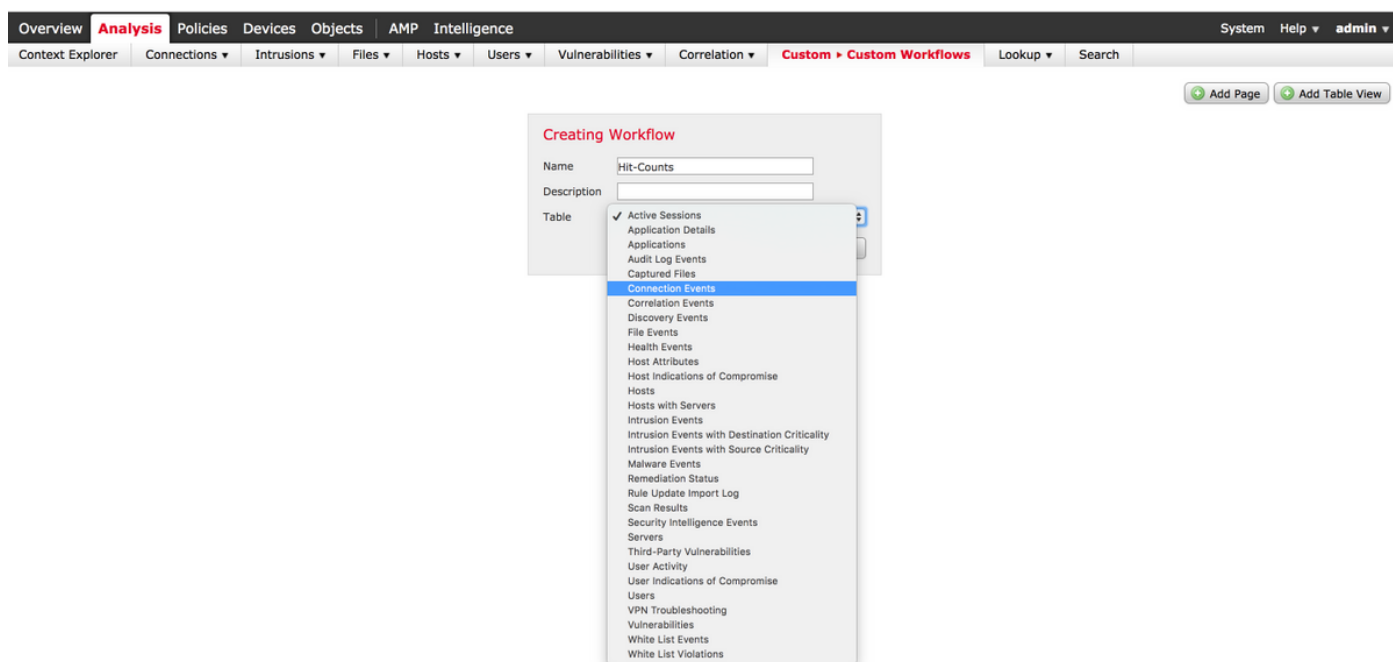 Overview Analysis Policies Devices Objects AMP Intelligence System Help ▾ admin ▾
Context Explorer Connections ▾ Intrusions ▾ Files ▾ Hosts ▾ Users ▾ Vulnerabilities ▾ Correlation ▾ Custom ▸ Custom Workflows Lookup ▾ Search
Add Page Add Table View
Creating Workflow
Name Hit-Counts
Description
Table ✓ Active Sessions
Application Details
Applications
Audit Log Events
Captured Files
Connection Events
Correlation Events
Discovery Events
File Events
Health Events
Host Attributes
Host Indications of Compromise
Hosts
Hosts with Servers
Intrusion Events
Intrusion Events with Destination Criticality
Intrusion Events with Source Criticality
Malware Events
Remediation Status
Rule Update Import Log
Scan Results
Security Intelligence Events
Servers
Third-Party Vulnerabilities
User Activity
User Indications of Compromise
Users
VPN Troubleshooting
Vulnerabilities
White List Events
White List Violations